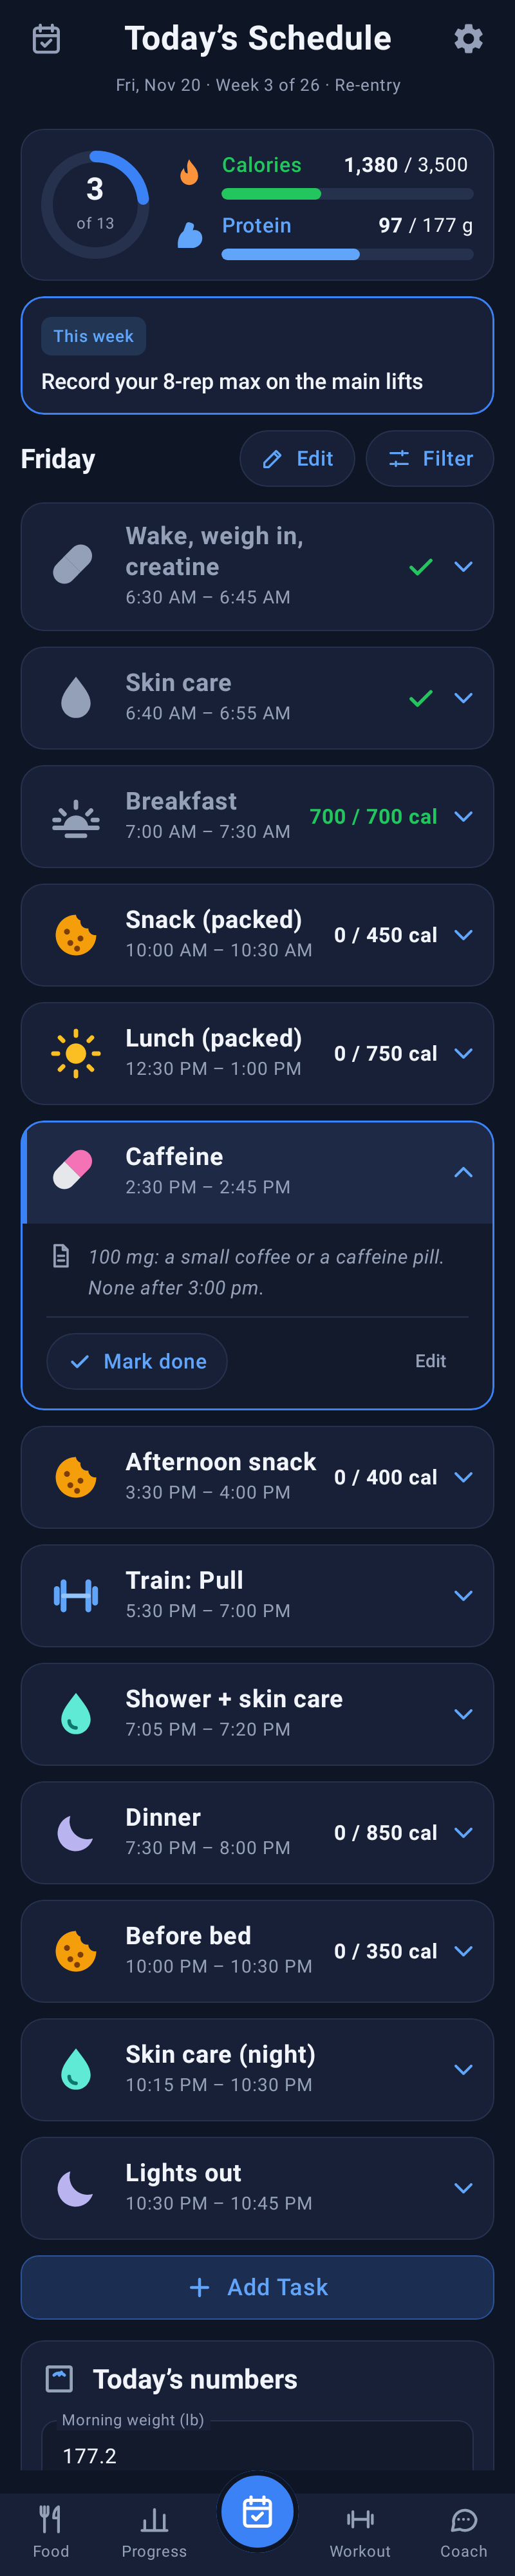 Today’s Schedule
Fri, Nov 20 · Week 3 of 26 · Re-entry
3
of 13
Calories
1,380 / 3,500
Protein
97 / 177 g
This week
Record your 8-rep max on the main lifts
Friday
Edit
Filter
Wake, weigh in,
creatine
6:30 AM – 6:45 AM
Skin care
6:40 AM – 6:55 AM
Breakfast
7:00 AM – 7:30 AM
700 / 700 cal
Snack (packed)
10:00 AM – 10:30 AM
0 / 450 cal
Lunch (packed)
12:30 PM – 1:00 PM
0 / 750 cal
Caffeine
2:30 PM – 2:45 PM
100 mg: a small coffee or a caffeine pill.
None after 3:00 pm.
Mark done
Edit
Afternoon snack
3:30 PM – 4:00 PM
0 / 400 cal
Train: Pull
5:30 PM – 7:00 PM
Shower + skin care
7:05 PM – 7:20 PM
Dinner
7:30 PM – 8:00 PM
0 / 850 cal
Before bed
10:00 PM – 10:30 PM
0 / 350 cal
Skin care (night)
10:15 PM – 10:30 PM
Lights out
10:30 PM – 10:45 PM
Add Task
Today’s numbers
Morning weight (lb)
177.2
Food
Progress
Workout
Coach